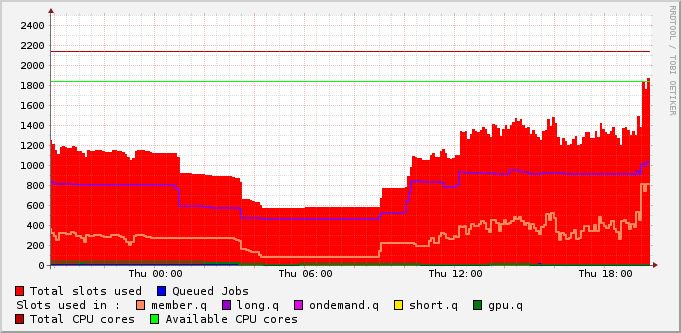 RRDTOOL / TOBI OETIKER
2400
2200
2000
1800
1600
1400
1200
1000
800
600
400
200
0
Thu 00:00 Thu 06:00 Thu 12:00 Thu 18:00
Total slots used Queued Jobs
Slots used in : member.q long.q ondemand.q short.q gpu.q
Total CPU cores Available CPU cores